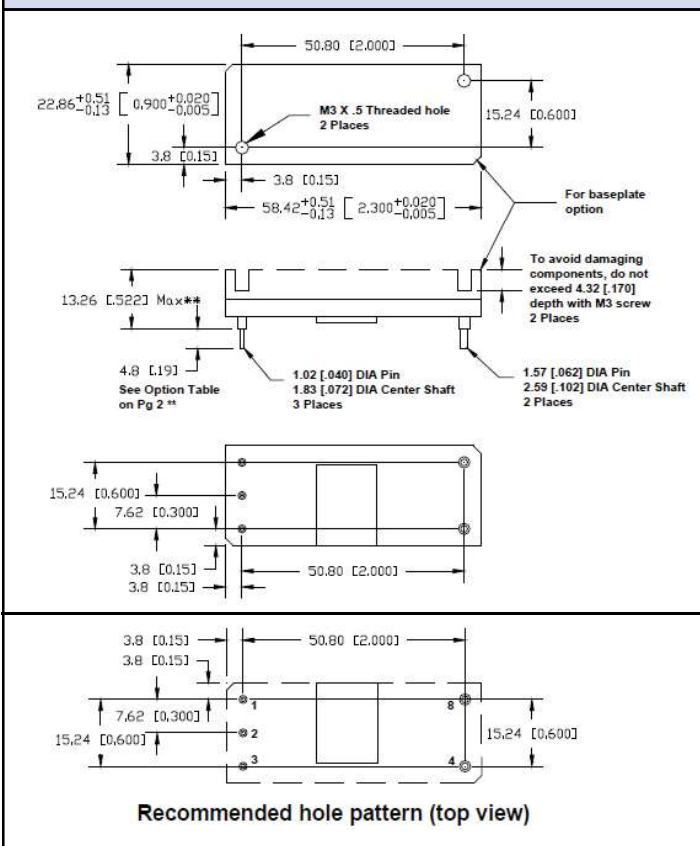 50.80 [2.000]
22.86+0.51 -0.13 [ 0.900+0.020 -0.005 ]
M3 X .5 Threaded hole
2 Places
15.24 [0.600]
3.8 [0.15]
3.8 [0.15]
58.42+0.51 -0.13 [ 2.300+0.020 -0.005 ]
For baseplate
option
To avoid damaging
components, do not
exceed 4.32 [.170]
depth with M3 screw
2 Places
13.26 [.522] Max**
4.8 [.19]
See Option Table
on Pg 2 **
1.02 [.040] DIA Pin
1.83 [.072] DIA Center Shaft
3 Places
1.57 [.062] DIA Pin
2.59 [.102] DIA Center Shaft
2 Places
15.24 [0.600]
7.62 [0.300]
3.8 [0.15]
3.8 [0.15]
50.80 [2.000]
3.8 [0.15]
50.80 [2.000]
3.8 [0.15]
1
8
7.62 [0.300]
2
15.24 [0.600]
15.24 [0.600]
3
4
Recommended hole pattern (top view)